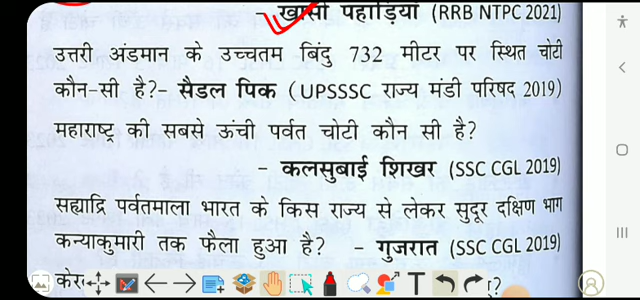 - खासी पहाड़ियां (RRB NTPC 2021)
उत्तरी अंडमान के उच्चतम बिंदु 732 मीटर पर स्थित चोटी
कौन-सी है?- सैडल पिक (UPSSSC राज्य मंडी परिषद 2019)
महाराष्ट्र की सबसे ऊंची पर्वत चोटी कौन सी है?
- कलसुबाई शिखर (SSC CGL 2019)
सह्याद्रि पर्वतमाला भारत के किस राज्य से लेकर सुदूर दक्षिण भाग
कन्याकुमारी तक फैला हुआ है? - गुजरात (SSC CGL 2019)